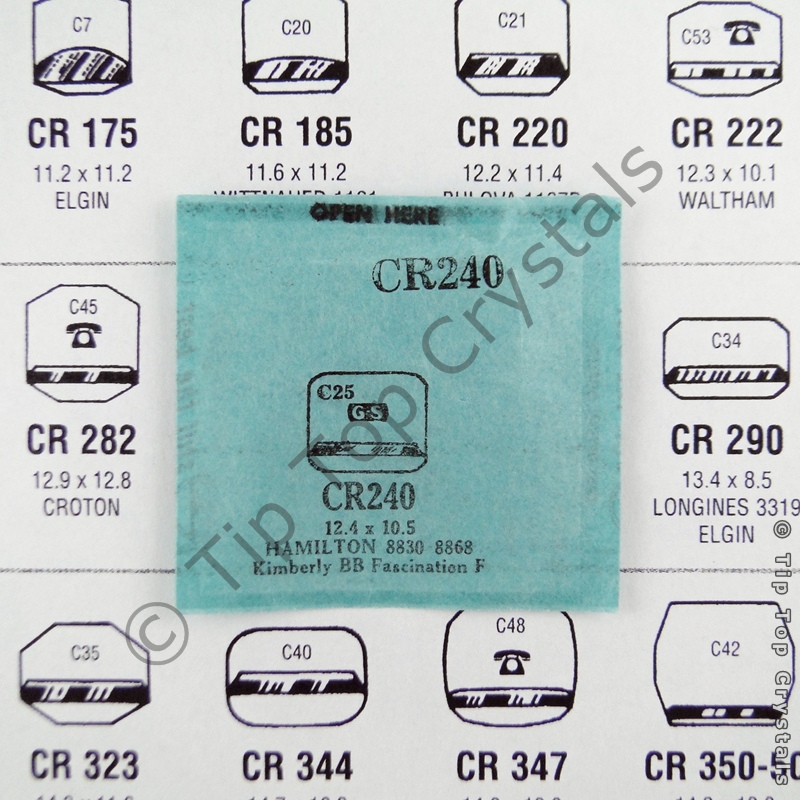 C7
C20
C21
C53
CR 175
CR 185
CR 220
CR 222
11.2 x 11.2
11.6 x 11.2
12.2 x 11.4
12.3 x 10.1
ELGIN
WALTHAM
OPEN HERE
CR240
C45
C25
GS
C34
CR 282
CR 290
12.9 x 12.8
CROTON
13.4 x 8.5
LONGINES 3319
ELGIN
CR240
12.4 x 10.5
HAMILTON 8830 8868
Kimberly BB Fascination F
C35
C40
C48
C42
CR 323
CR 344
CR 347
CR 350-50
© Tip Top Crystals
© Tip Top Crystals